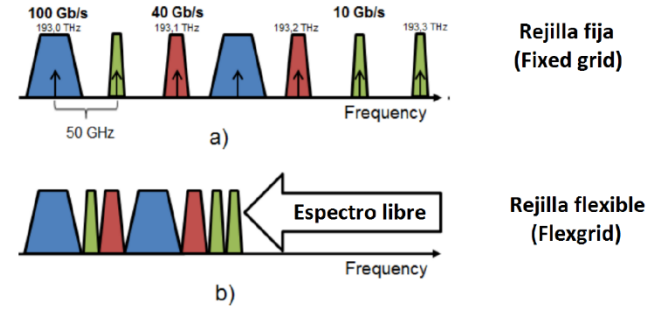 100 Gb/s
40 Gb/s
10 Gb/s
193,0 THz
193,1 THz
193,2 THz
193,3 THz
Rejilla fija
(Fixed grid)
Frequency
50 GHz
a)
Espectro libre
Rejilla flexible
(Flexgrid)
Frequency
b)